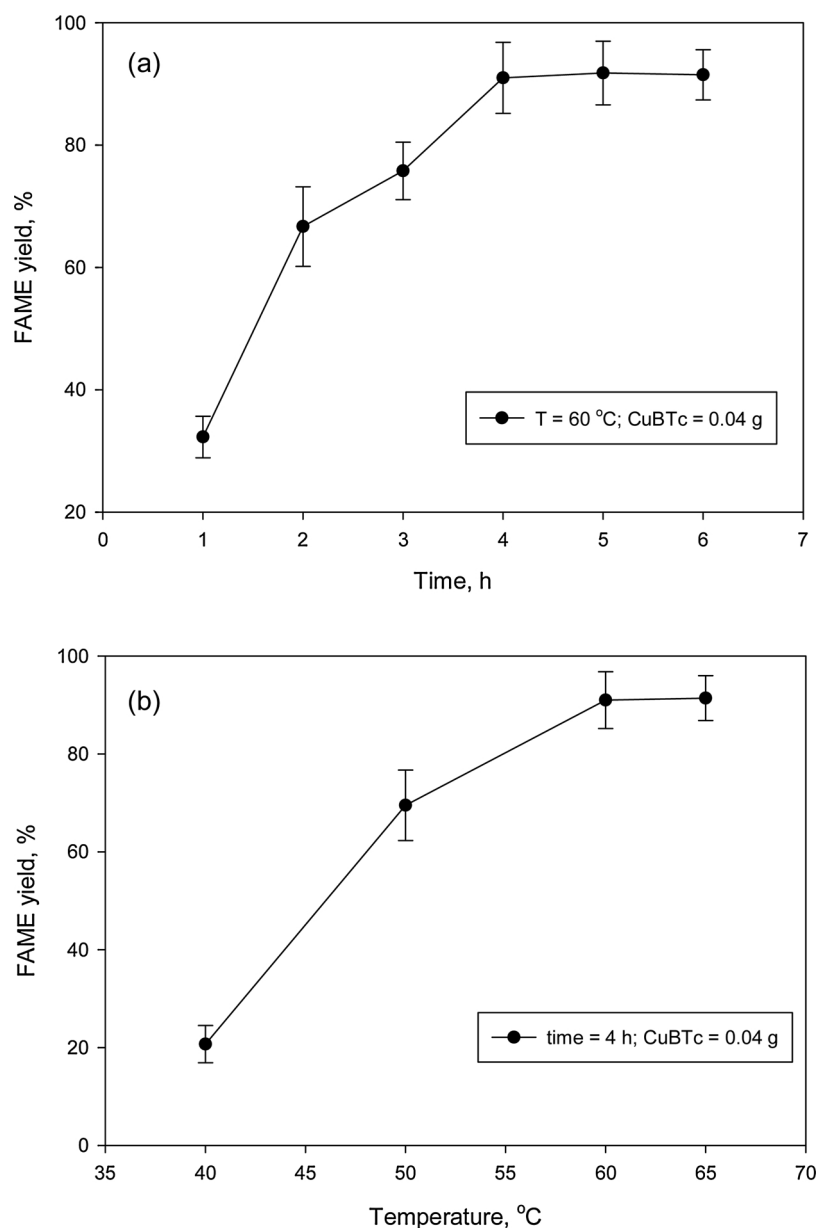 100
(a)
80
60
40
20
FAME yield, %
T = 60 °C; CuBTc = 0.04 g
0 1 2 3 4 5 6 7
Time, h
100
(b)
80
60
40
20
0
FAME yield, %
time = 4 h; CuBTc = 0.04 g
35 40 45 50 55 60 65 70
Temperature, °C